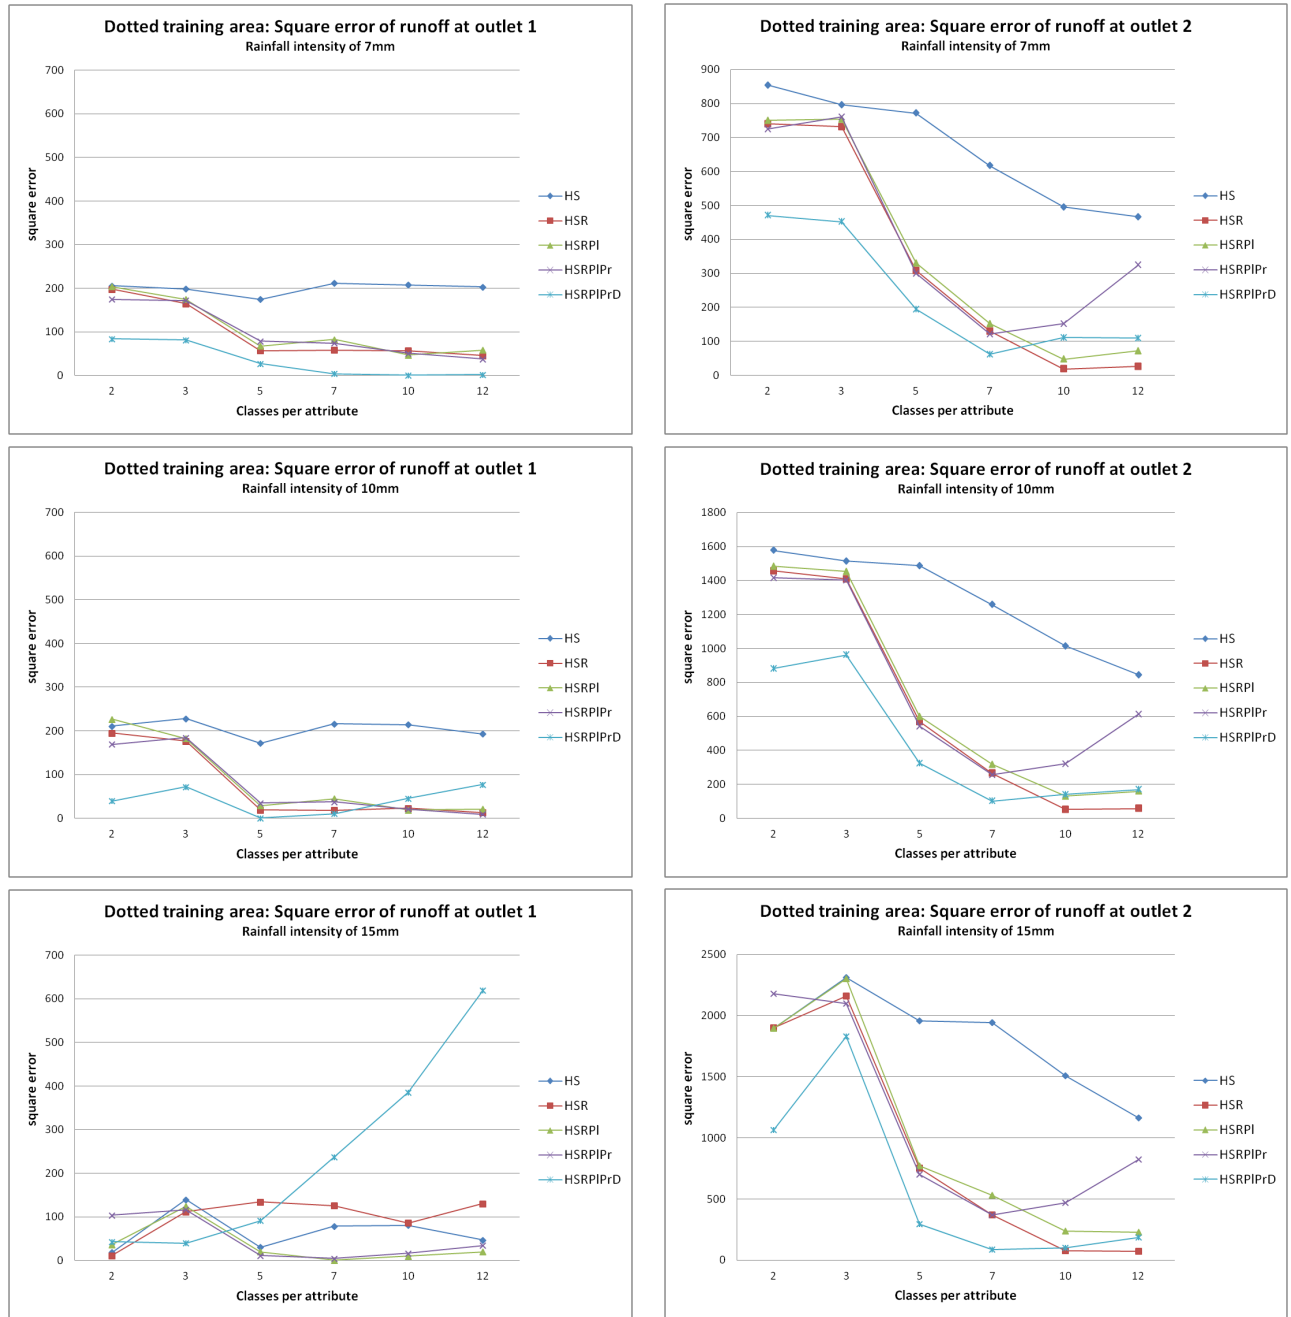 Dotted training area: Square error of runoff at outlet 1
Rainfall intensity of 7mm
700
600
500
400
300
200
100
0
square error
2 3 5 7 10 12
Classes per attribute
HS
HSR
HSRPl
HSRPlPr
HSRPlPrD
Dotted training area: Square error of runoff at outlet 2
Rainfall intensity of 7mm
900
800
700
600
500
400
300
200
100
0
square error
2 3 5 7 10 12
Classes per attribute
HS
HSR
HSRPl
HSRPlPr
HSRPlPrD
Dotted training area: Square error of runoff at outlet 1
Rainfall intensity of 10mm
700
600
500
400
300
200
100
0
square error
2 3 5 7 10 12
Classes per attribute
HS
HSR
HSRPl
HSRPlPr
HSRPlPrD
Dotted training area: Square error of runoff at outlet 2
Rainfall intensity of 10mm
1800
1600
1400
1200
1000
800
600
400
200
0
square error
2 3 5 7 10 12
Classes per attribute
HS
HSR
HSRPl
HSRPlPr
HSRPlPrD
Dotted training area: Square error of runoff at outlet 1
Rainfall intensity of 15mm
700
600
500
400
300
200
100
0
square error
2 3 5 7 10 12
Classes per attribute
HS
HSR
HSRPl
HSRPlPr
HSRPlPrD
Dotted training area: Square error of runoff at outlet 2
Rainfall intensity of 15mm
2500
2000
1500
1000
500
0
square error
2 3 5 7 10 12
Classes per attribute
HS
HSR
HSRPl
HSRPlPr
HSRPlPrD